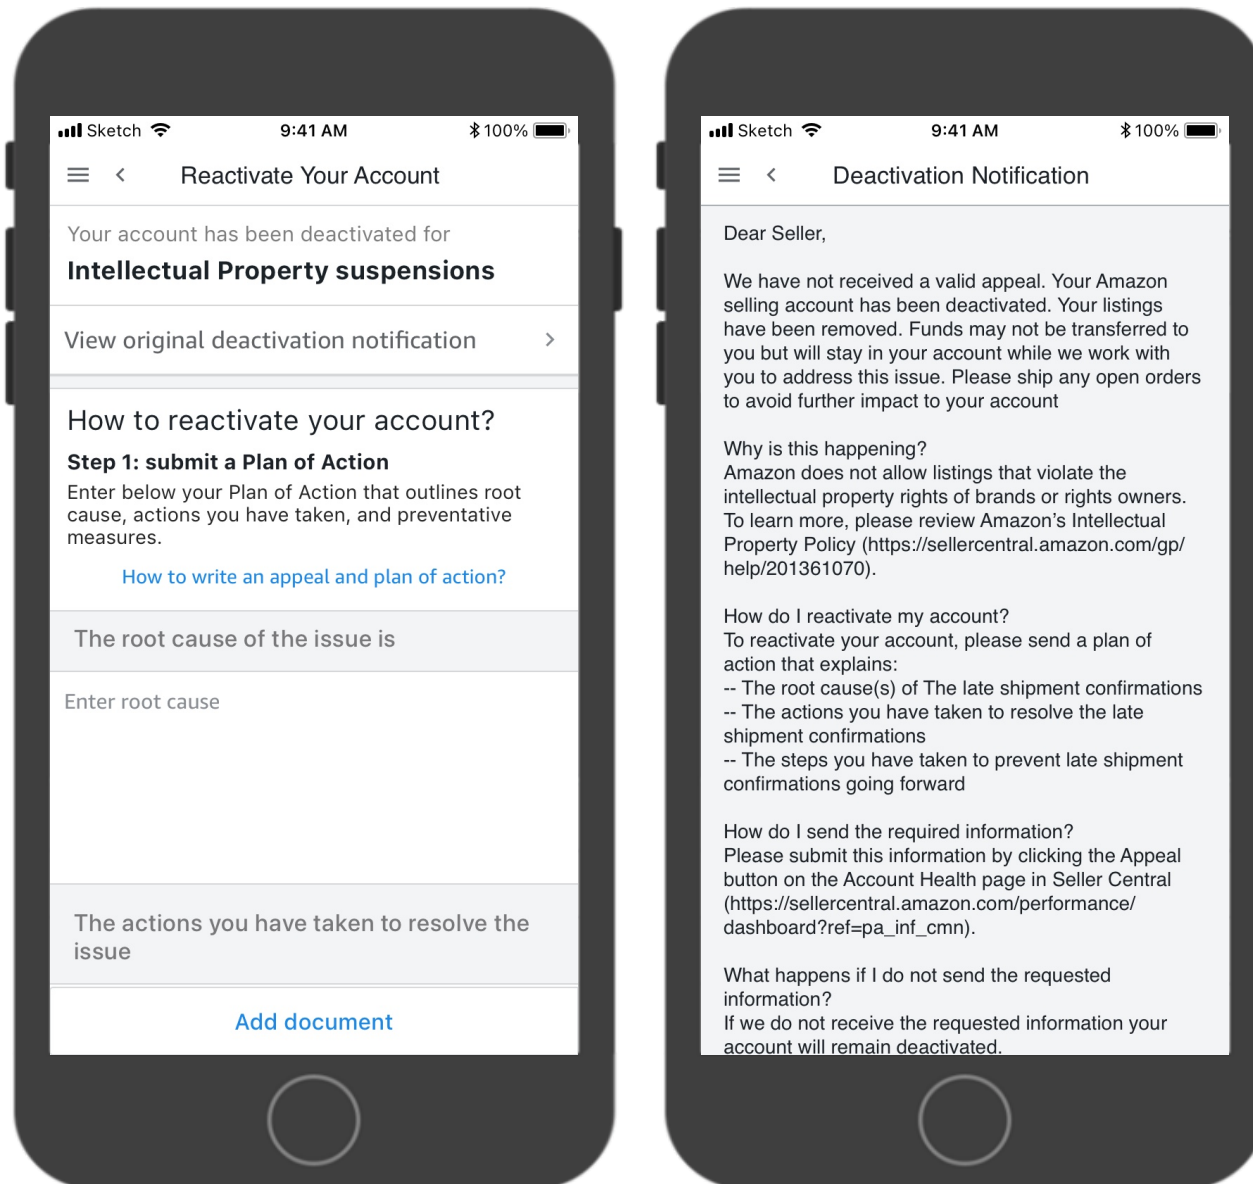 Sketch
9:41 AM
100%
Reactivate Your Account
Your account has been deactivated for
Intellectual Property suspensions
View original deactivation notification
How to reactivate your account?
Step 1: submit a Plan of Action
Enter below your Plan of Action that outlines root
cause, actions you have taken, and preventative
measures.
How to write an appeal and plan of action?
The root cause of the issue is
Enter root cause
The actions you have taken to resolve the
issue
Add document
Sketch
9:41 AM
100%
Deactivation Notification
Dear Seller,
We have not received a valid appeal. Your Amazon
selling account has been deactivated. Your listings
have been removed. Funds may not be transferred to
you but will stay in your account while we work with
you to address this issue. Please ship any open orders
to avoid further impact to your account
Why is this happening?
Amazon does not allow listings that violate the
intellectual property rights of brands or rights owners.
To learn more, please review Amazon's Intellectual
Property Policy (https://sellercentral.amazon.com/gp/
help/201361070).
How do I reactivate my account?
To reactivate your account, please send a plan of
action that explains:
-- The root cause(s) of The late shipment confirmations
-- The actions you have taken to resolve the late
shipment confirmations
-- The steps you have taken to prevent late shipment
confirmations going forward
How do I send the required information?
Please submit this information by clicking the Appeal
button on the Account Health page in Seller Central
(https://sellercentral.amazon.com/performance/
dashboard?ref=pa_inf_cmn).
What happens if I do not send the requested
information?
If we do not receive the requested information your
account will remain deactivated.